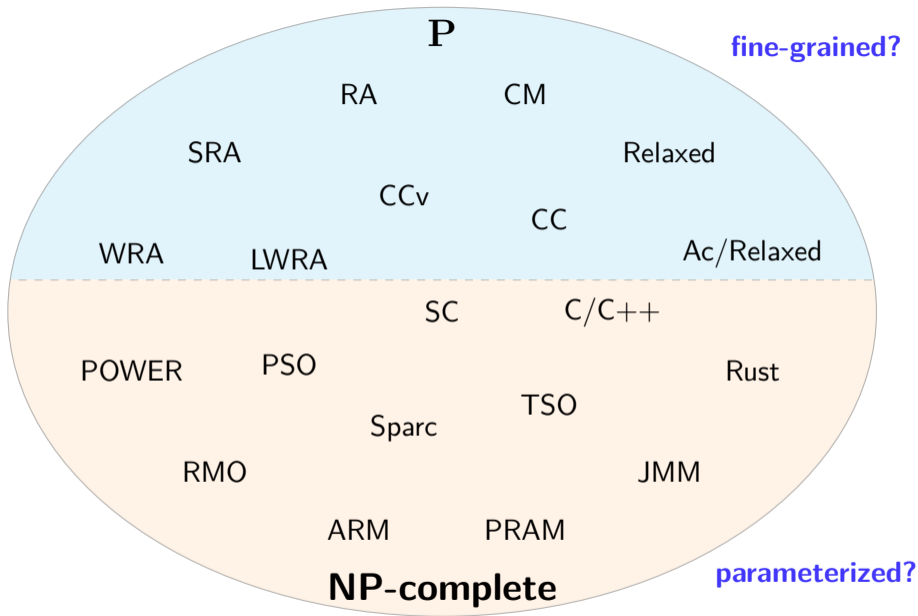 P
fine-grained?
RA
CM
SRA
Relaxed
CCv
CC
WRA
LWRA
Ac/Relaxed
SC
C/C++
POWER
PSO
Rust
TSO
Sparc
RMO
JMM
ARM
PRAM
parameterized?
NP-complete